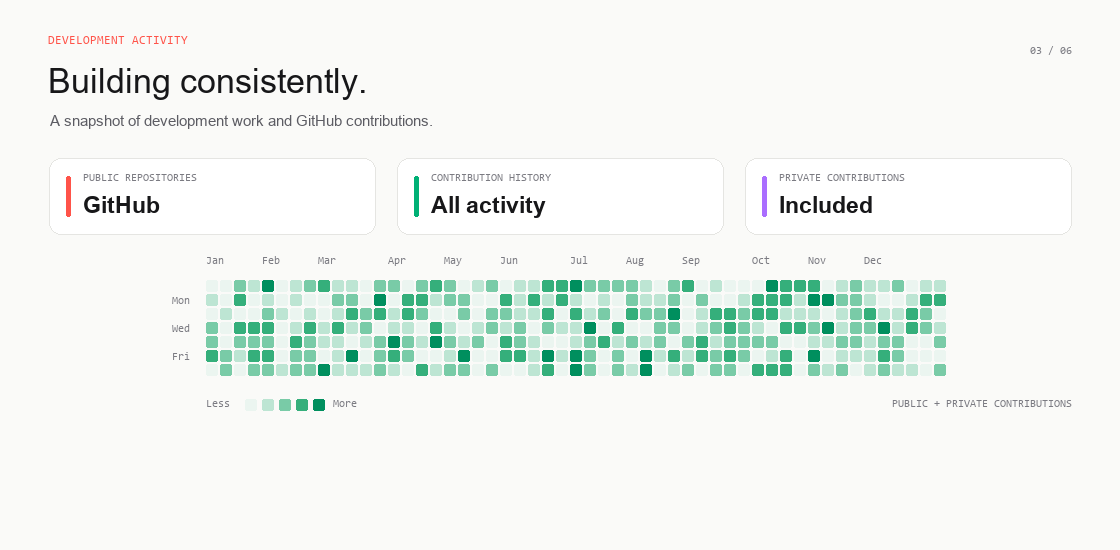 DEVELOPMENT ACTIVITY
03 / 06
Building consistently.
A snapshot of development work and GitHub contributions.
PUBLIC REPOSITORIES
GitHub
CONTRIBUTION HISTORY
All activity
PRIVATE CONTRIBUTIONS
Included
Jan Feb Mar Apr May Jun Jul Aug Sep Oct Nov Dec
Mon
Wed
Fri
Less More
PUBLIC + PRIVATE CONTRIBUTIONS